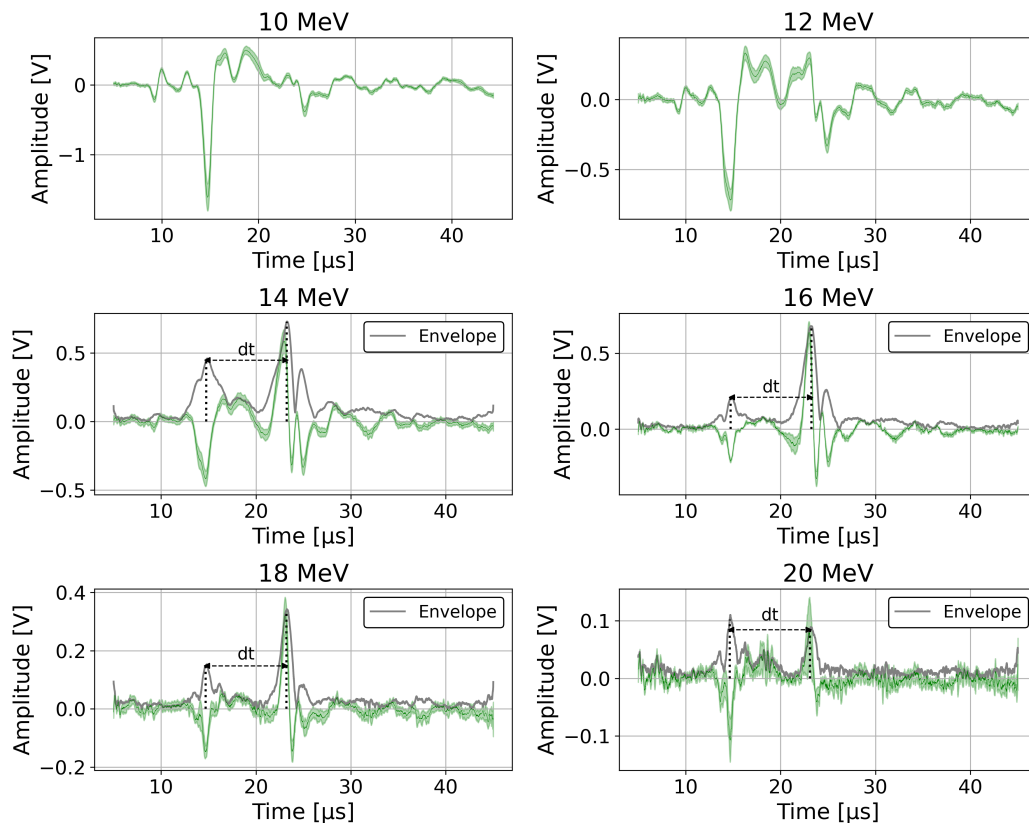 10 MeV
12 MeV
Amplitude [V]
0
−1
10 20 30 40
Time [µs]
Amplitude [V]
0.0
−0.5
10 20 30 40
Time [µs]
14 MeV
16 MeV
Amplitude [V]
0.5
0.0
−0.5
dt
Envelope
10 20 30 40
Time [µs]
Amplitude [V]
0.5
0.0
dt
Envelope
10 20 30 40
Time [µs]
18 MeV
20 MeV
Amplitude [V]
0.4
0.2
0.0
−0.2
dt
Envelope
10 20 30 40
Time [µs]
Amplitude [V]
0.1
0.0
−0.1
dt
Envelope
10 20 30 40
Time [µs]